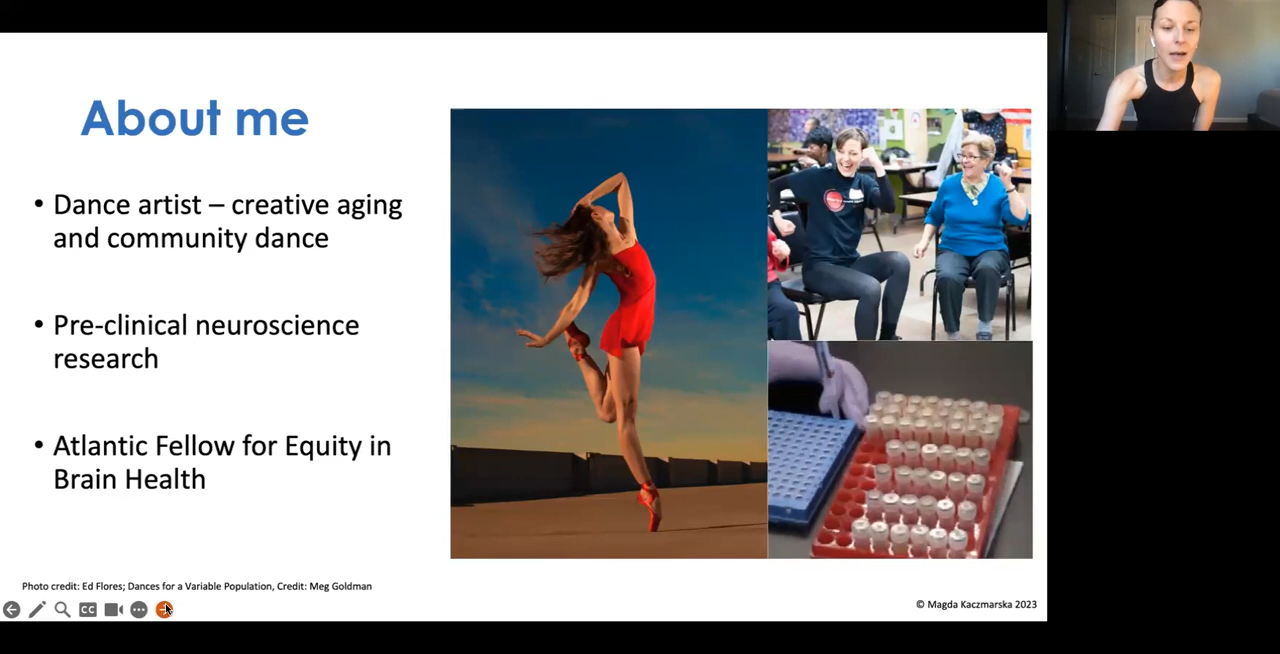 About me
• Dance artist – creative aging
and community dance
• Pre-clinical neuroscience
research
• Atlantic Fellow for Equity in
Brain Health
Photo credit: Ed Flores; Dances for a Variable Population, Credit: Meg Goldman
CC
© Magda Kaczmarska 2023